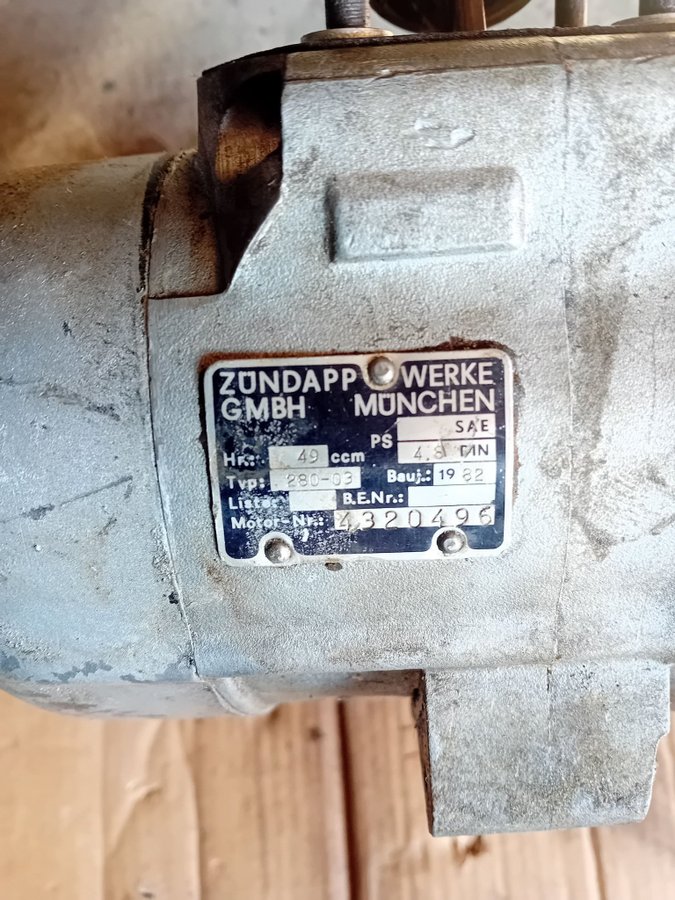 ZÜNDAPP WERKE
GMBH MÜNCHEN
SAE
PS
Hr.: 49 ccm 4.8 DIN
Typ: 280-03 Bauj.: 1982
Liste B.E.Nr.:
Motor-Nr.: 4320496